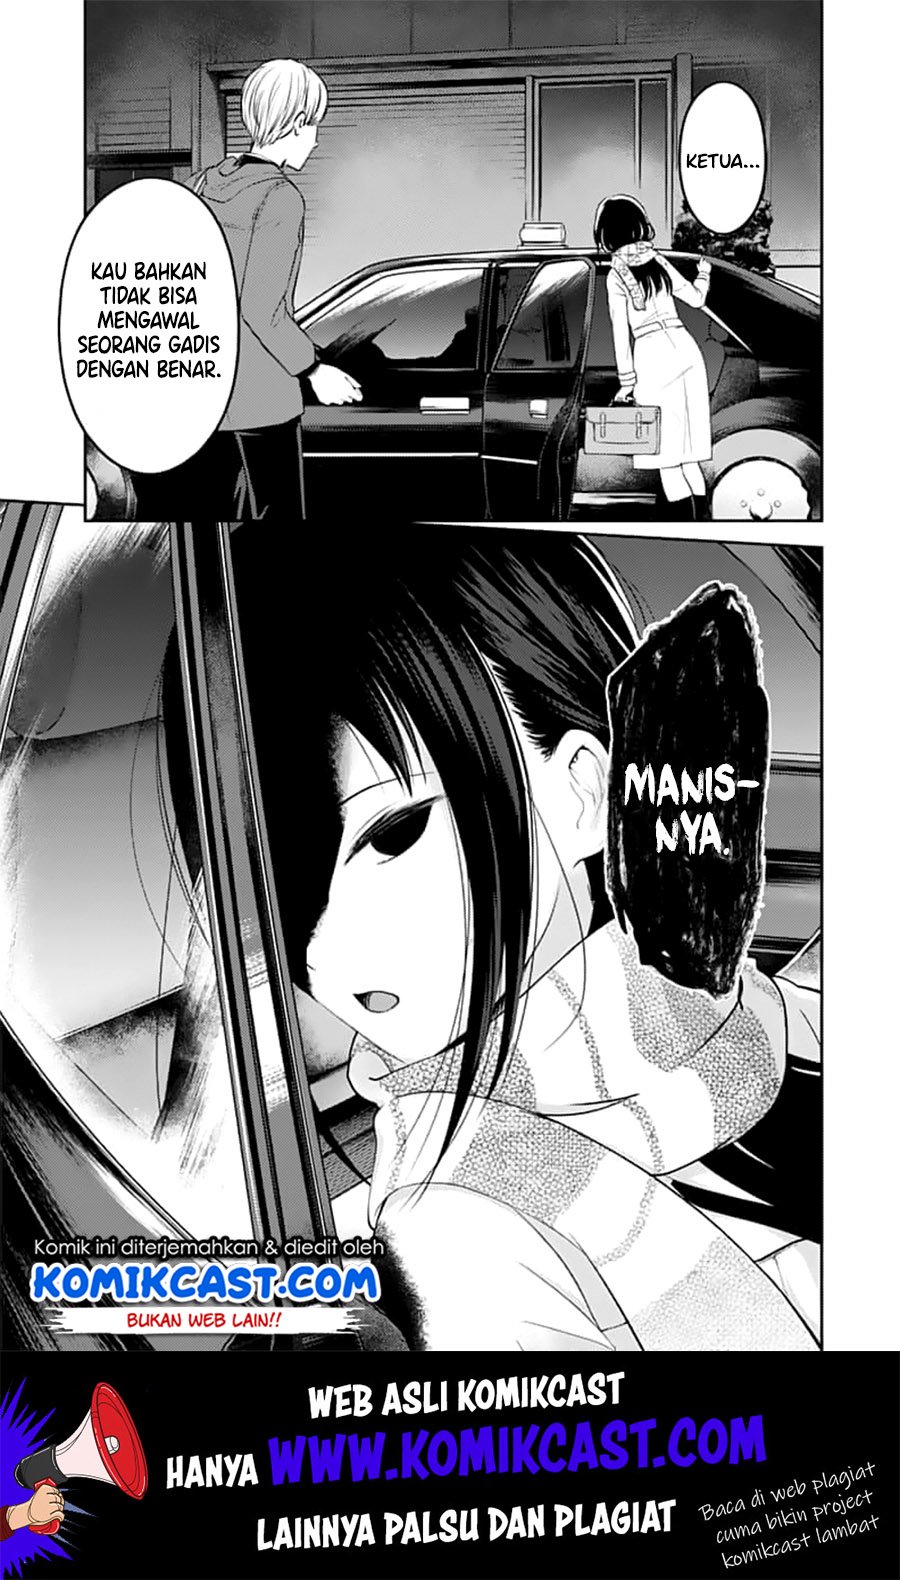 KETUA...
KAU BAHKAN
TIDAK BISA
MENGAWAL
SEORANG GADIS
DENGAN BENAR.
MANIS-
NYA.
Komik ini diterjemahkan & diedit oleh
KOMIKCAST.COM
BUKAN WEB LAIN!!
WEB ASLI KOMIKCAST
HANYA WWW.KOMIKCAST.COM
LAINNYA PALSU DAN PLAGIAT
Baca di web plagiat
cuma bikin project
komikcast lambat